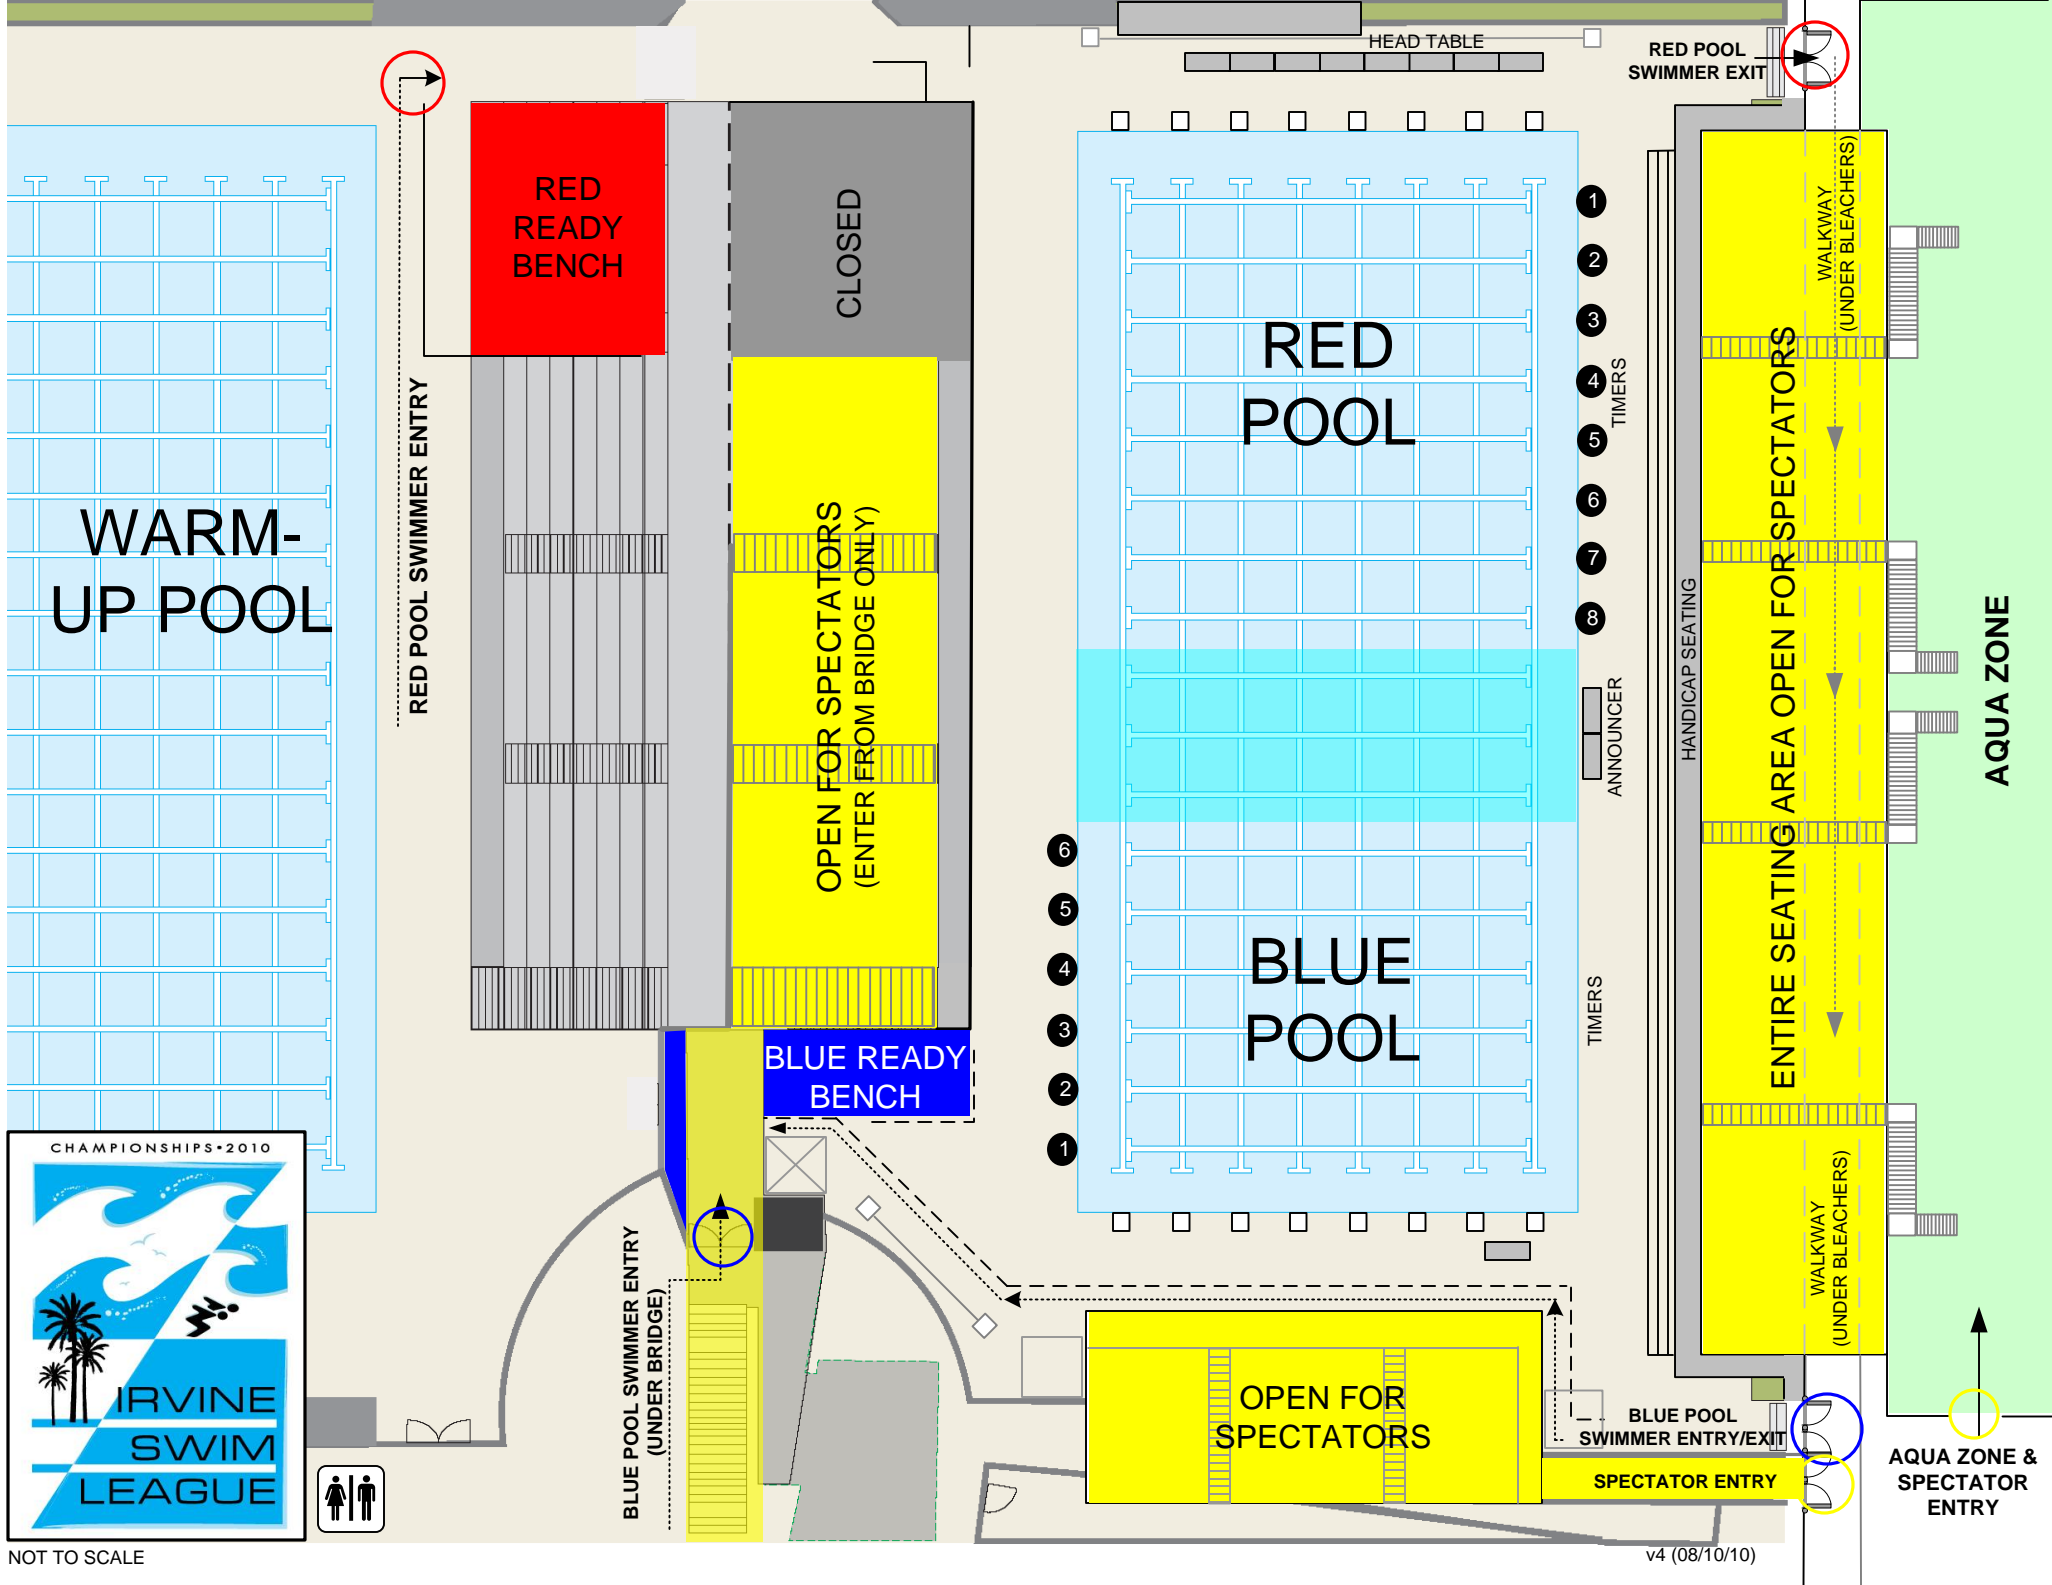 HEAD TABLE
RED POOL
SWIMMER EXIT
RED
READY
BENCH
CLOSED
WALKWAY
(UNDER BLEACHERS)
1
2
3
4
5
6
7
8
RED
POOL
TIMERS
RED POOL SWIMMER ENTRY
WARM-
UP POOL
OPEN FOR SPECTATORS
(ENTER FROM BRIDGE ONLY)
HANDICAP SEATING
ENTIRE SEATING AREA OPEN FOR SPECTATORS
AQUA ZONE
ANNOUNCER
6
5
4
3
2
1
BLUE
POOL
TIMERS
BLUE READY
BENCH
CHAMPIONSHIPS•2010
IRVINE
SWIM
LEAGUE
BLUE POOL SWIMMER ENTRY
(UNDER BRIDGE)
WALKWAY
(UNDER BLEACHERS)
OPEN FOR
SPECTATORS
BLUE POOL
SWIMMER ENTRY/EXIT
SPECTATOR ENTRY
AQUA ZONE &
SPECTATOR
ENTRY
NOT TO SCALE
v4 (08/10/10)